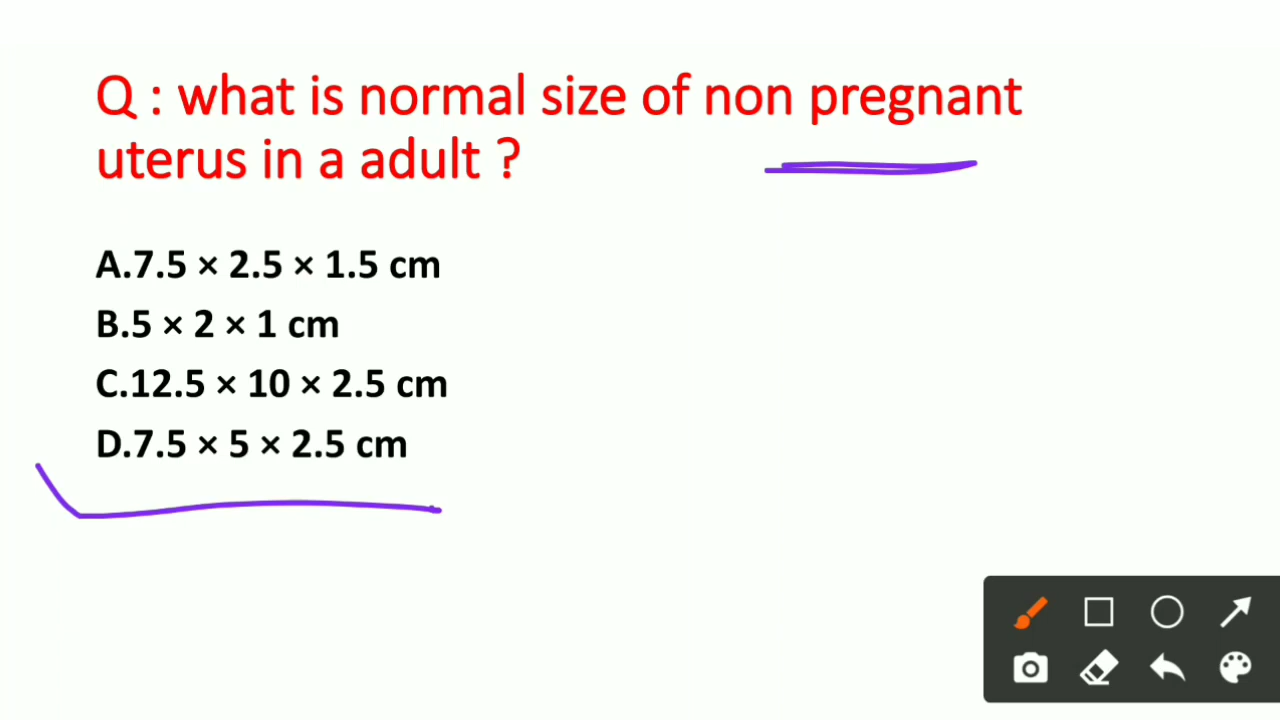 Q : what is normal size of non pregnant
uterus in a adult ?
A.7.5 × 2.5 × 1.5 cm
B.5 × 2 × 1 cm
C.12.5 × 10 × 2.5 cm
D.7.5 × 5 × 2.5 cm